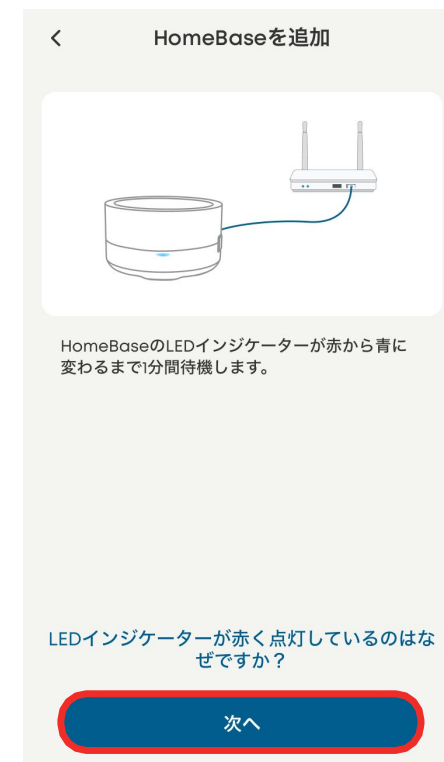 HomeBaseを追加
HomeBaseのLEDインジケーターが赤から青に
変わるまで1分間待機します。
LEDインジケーターが赤く点灯しているのはな
ぜですか？
次へ